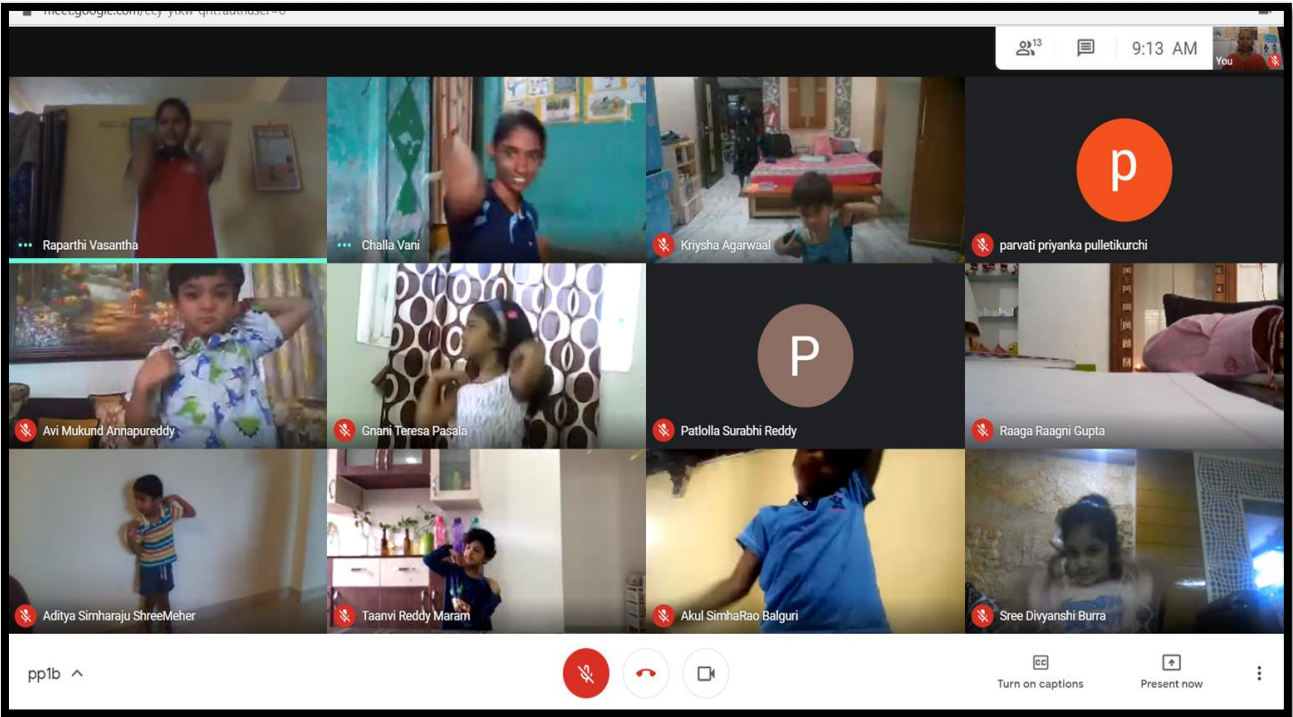 13
9:13 AM
You
Raparthi Vasantha
Challa Vani
Kriysha Agarwaal
p
parvati priyanka pulletikurchi
Avi Mukund Annapureddy
Gnani Teresa Pasala
P
Patlolla Surabhi Reddy
Raaga Raagni Gupta
Aditya Simharaju ShreeMeher
Taanvi Reddy Maram
Akul SimhaRao Balguri
Sree Divyanshi Burra
pp1b
CC
Turn on captions
Present now